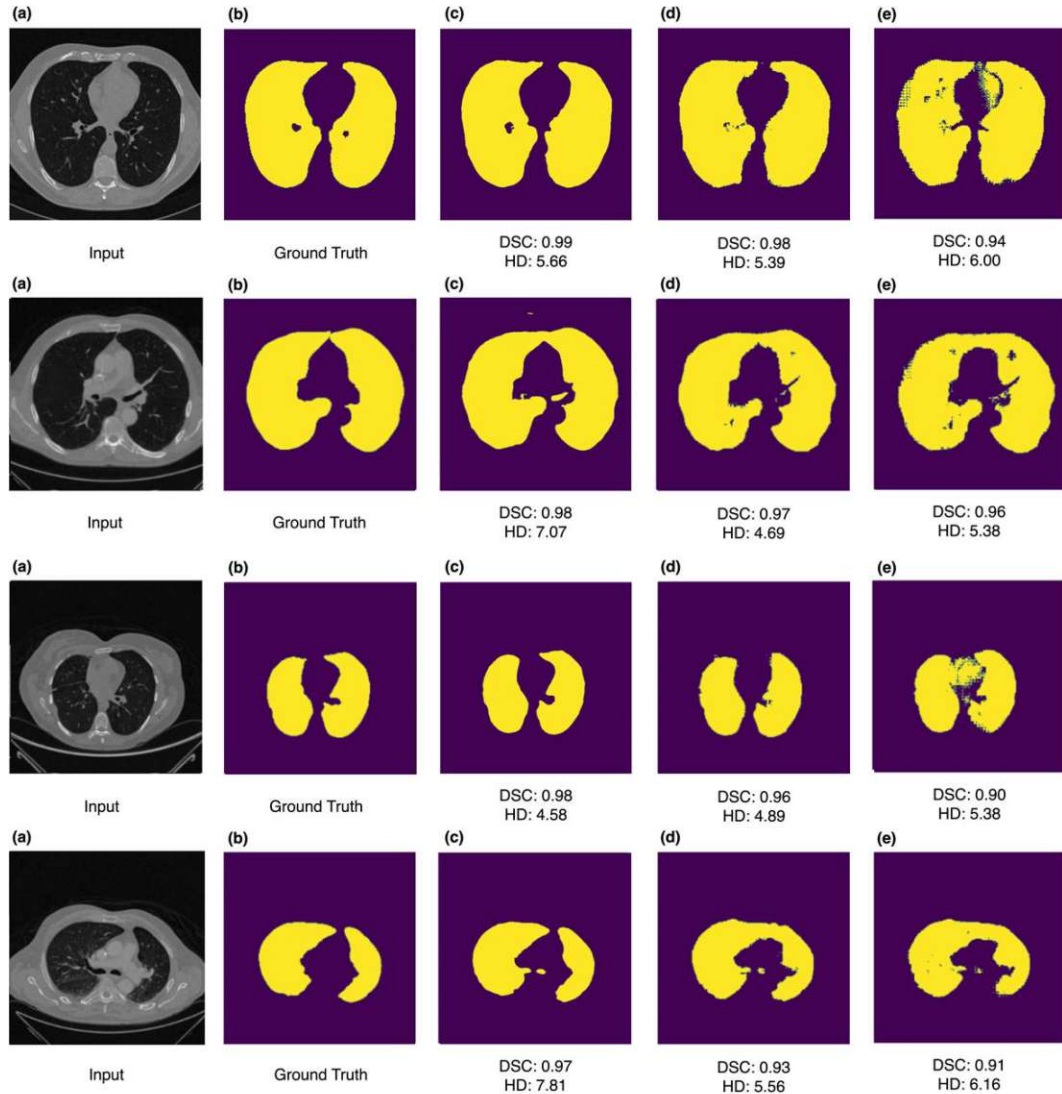 (a) (b) (c) (d) (e)
Input Ground Truth DSC: 0.99 DSC: 0.98 DSC: 0.94
HD: 5.66 HD: 5.39 HD: 6.00
(a) (b) (c) (d) (e)
Input Ground Truth DSC: 0.98 DSC: 0.97 DSC: 0.96
HD: 7.07 HD: 4.69 HD: 5.38
(a) (b) (c) (d) (e)
Input Ground Truth DSC: 0.98 DSC: 0.96 DSC: 0.90
HD: 4.58 HD: 4.89 HD: 5.38
(a) (b) (c) (d) (e)
Input Ground Truth DSC: 0.97 DSC: 0.93 DSC: 0.91
HD: 7.81 HD: 5.56 HD: 6.16